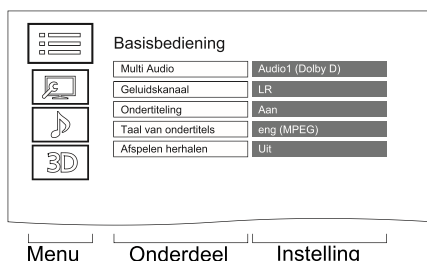 Basisbediening
Multi Audio Audio1 (Dolby D)
Geluidskanaal LR
Ondertiteling Aan
Taal van ondertitels eng (MPEG)
Afspelen herhalen Uit
3D
Menu Onderdeel Instelling